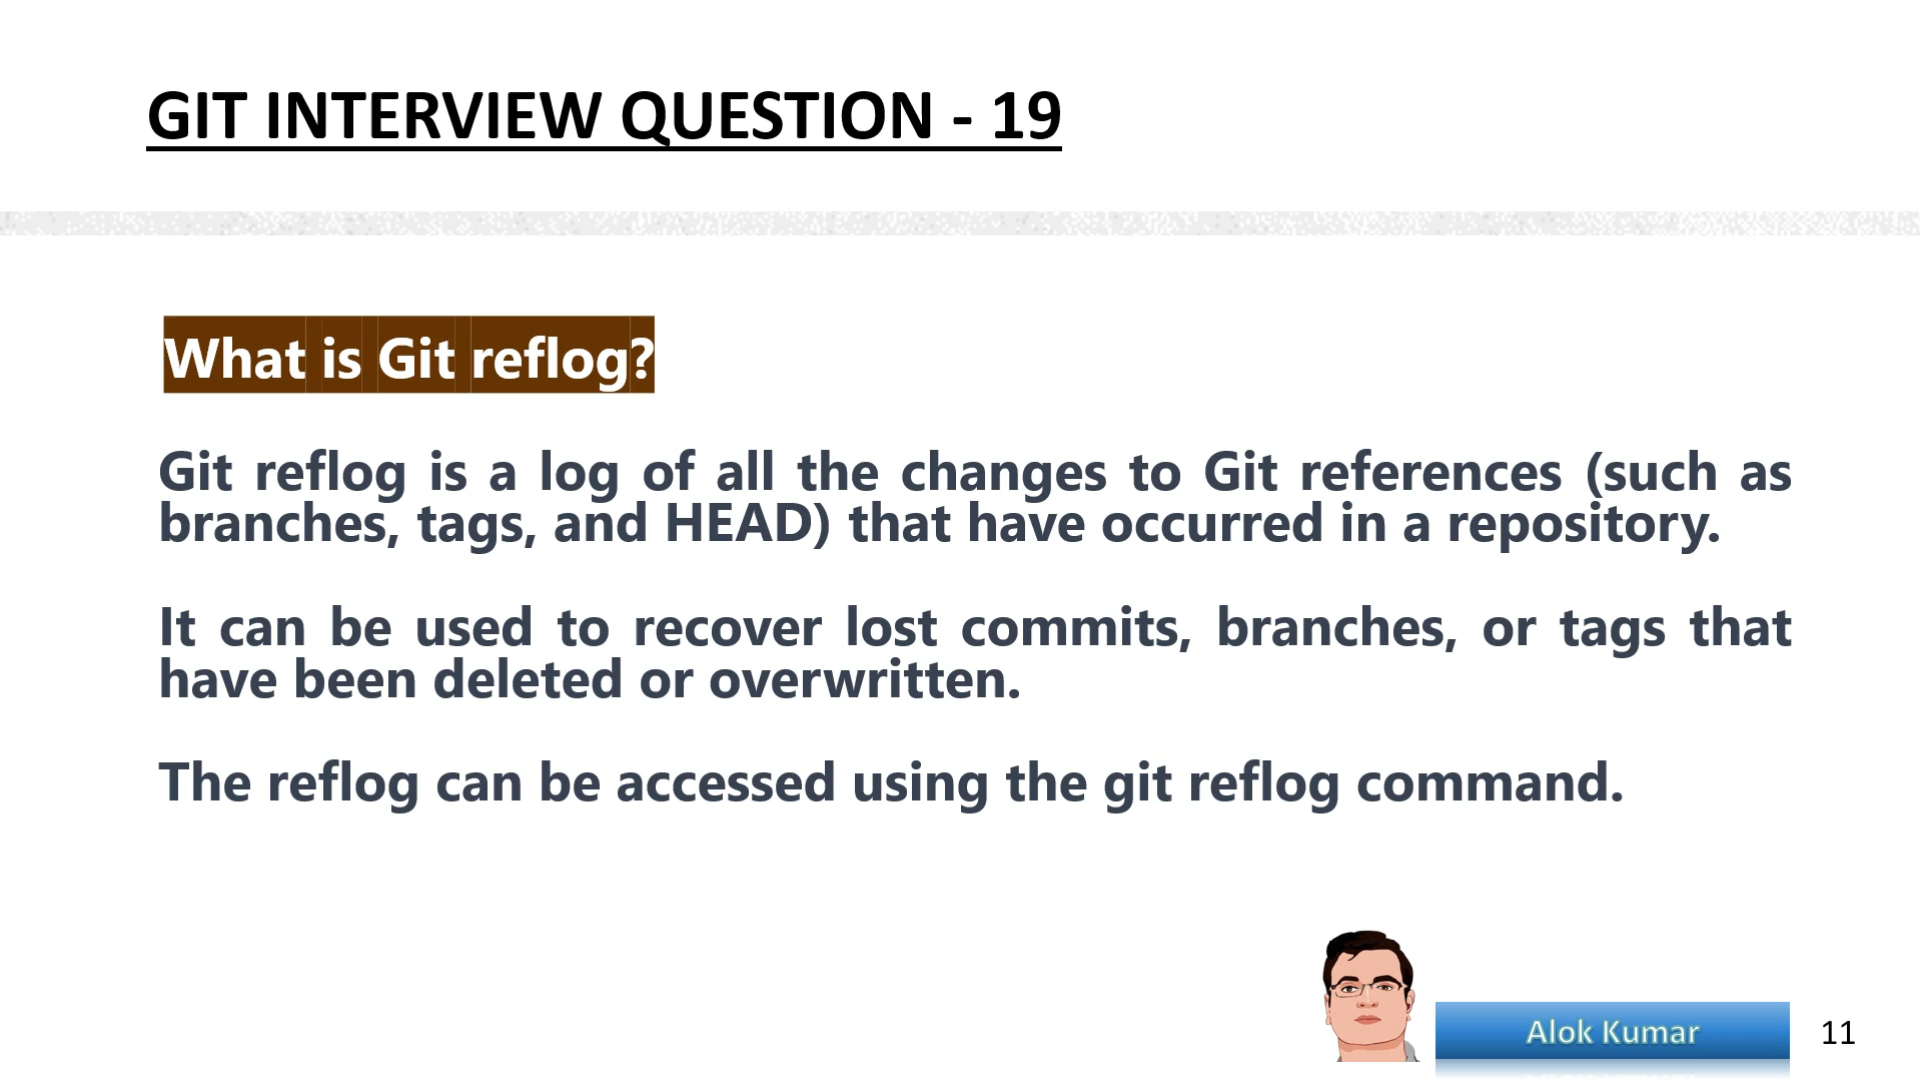 GIT INTERVIEW QUESTION - 19
What is Git reflog?
Git reflog is a log of all the changes to Git references (such as
branches, tags, and HEAD) that have occurred in a repository.
It can be used to recover lost commits, branches, or tags that
have been deleted or overwritten.
The reflog can be accessed using the git reflog command.
Alok Kumar
11